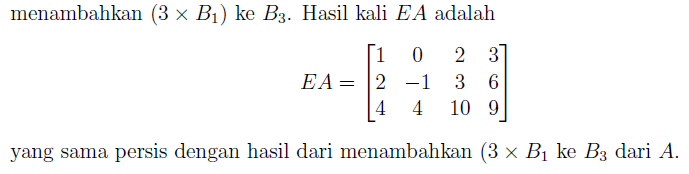 menambahkan (3 × B₁) ke B₃. Hasil kali EA adalah
EA = [1 0 2 3
2 −1 3 6
4 4 10 9]
yang sama persis dengan hasil dari menambahkan (3 × B₁ ke B₃ dari A.